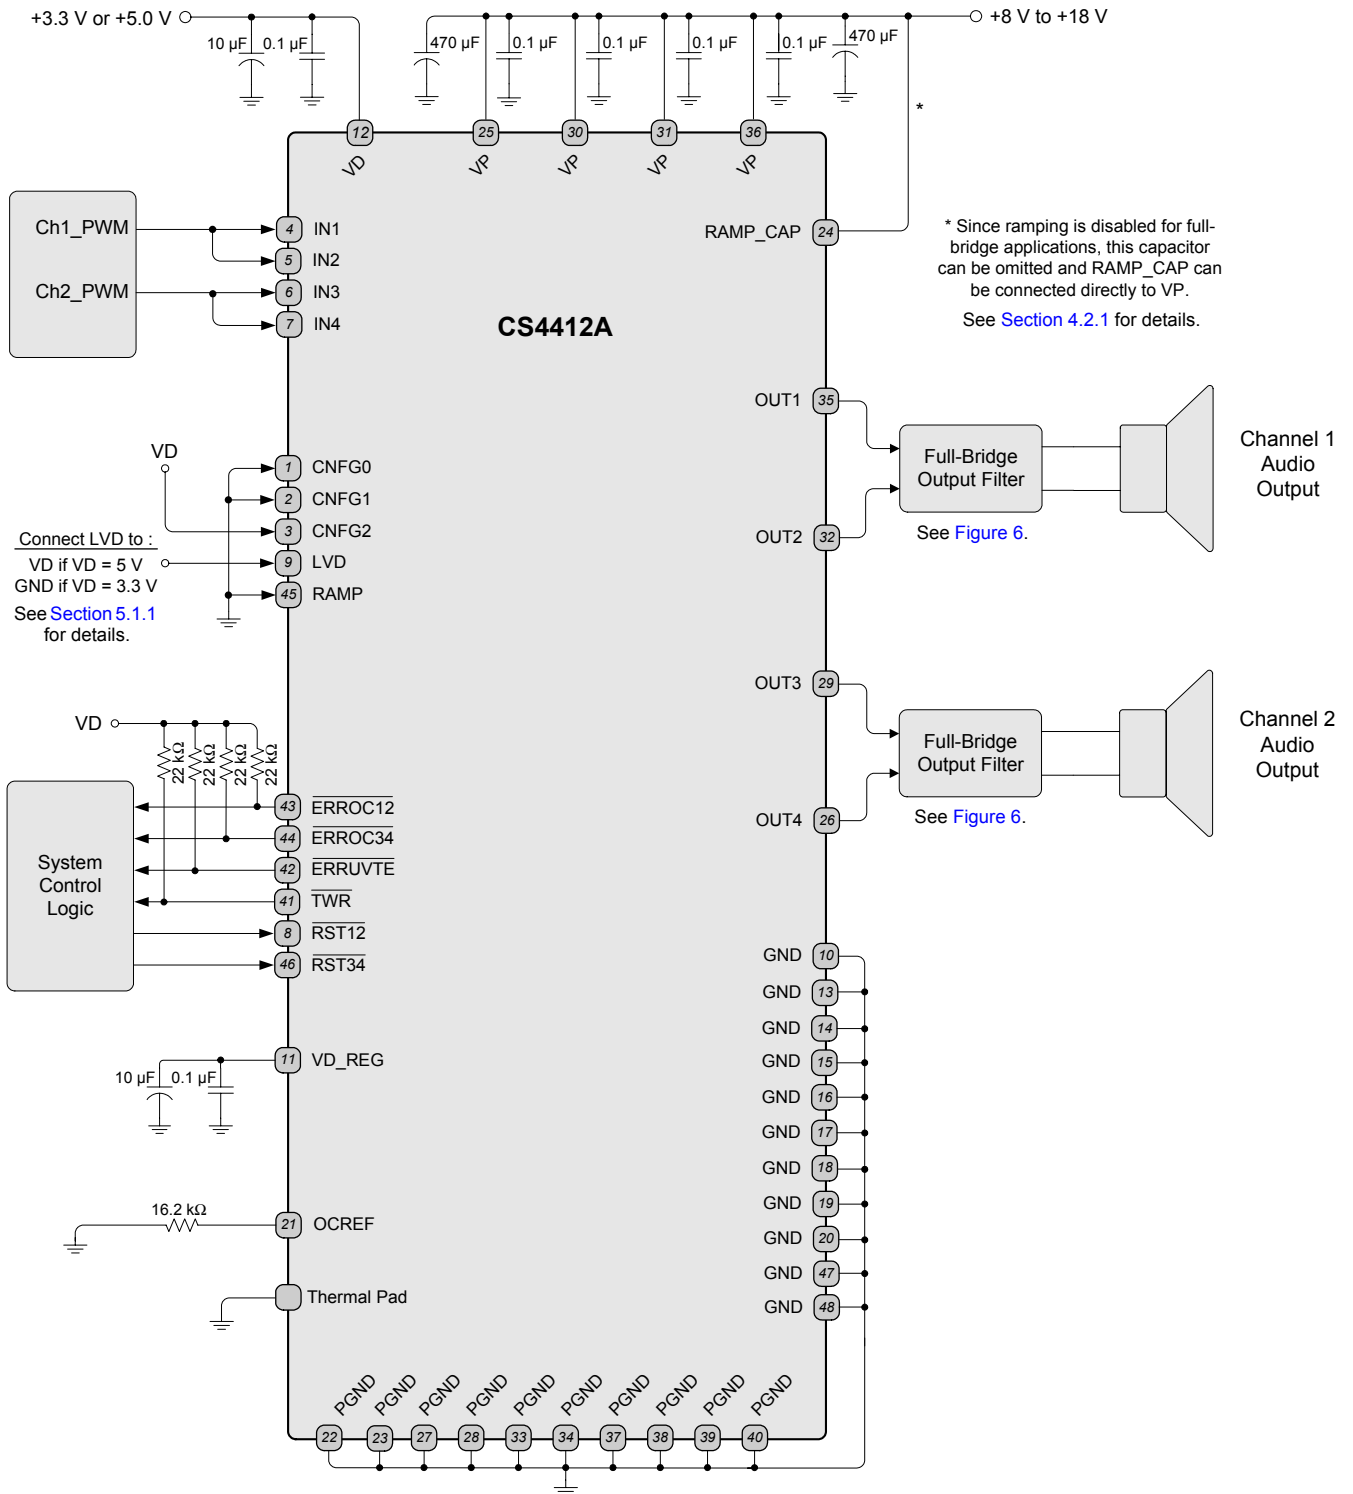 +3.3 V or +5.0 V
+8 V to +18 V
10 µF
0.1 µF
470 µF
0.1 µF
0.1 µF
0.1 µF
0.1 µF
470 µF
*
12
25
30
31
36
VD
VP
VP
VP
VP
Ch1_PWM
Ch2_PWM
4 IN1
5 IN2
6 IN3
7 IN4
RAMP_CAP 24
* Since ramping is disabled for full-
bridge applications, this capacitor
can be omitted and RAMP_CAP can
be connected directly to VP.
See Section 4.2.1 for details.
CS4412A
OUT1 35
Full-Bridge
Output Filter
See Figure 6.
OUT2 32
Channel 1
Audio
Output
VD
1 CNFG0
2 CNFG1
3 CNFG2
9 LVD
45 RAMP
Connect LVD to :
VD if VD = 5 V
GND if VD = 3.3 V
See Section 5.1.1
for details.
OUT3 29
Full-Bridge
Output Filter
See Figure 6.
OUT4 26
Channel 2
Audio
Output
VD
22 kΩ
22 kΩ
22 kΩ
22 kΩ
System
Control
Logic
43 ERROC12
44 ERROC34
42 ERRUVTE
41 TWR
8 RST12
46 RST34
GND 10
GND 13
GND 14
GND 15
GND 16
GND 17
GND 18
GND 19
GND 20
GND 47
GND 48
11 VD_REG
10 µF
0.1 µF
16.2 kΩ
21 OCREF
Thermal Pad
PGND
PGND
PGND
PGND
PGND
PGND
PGND
PGND
PGND
PGND
22
23
27
28
33
34
37
38
39
40